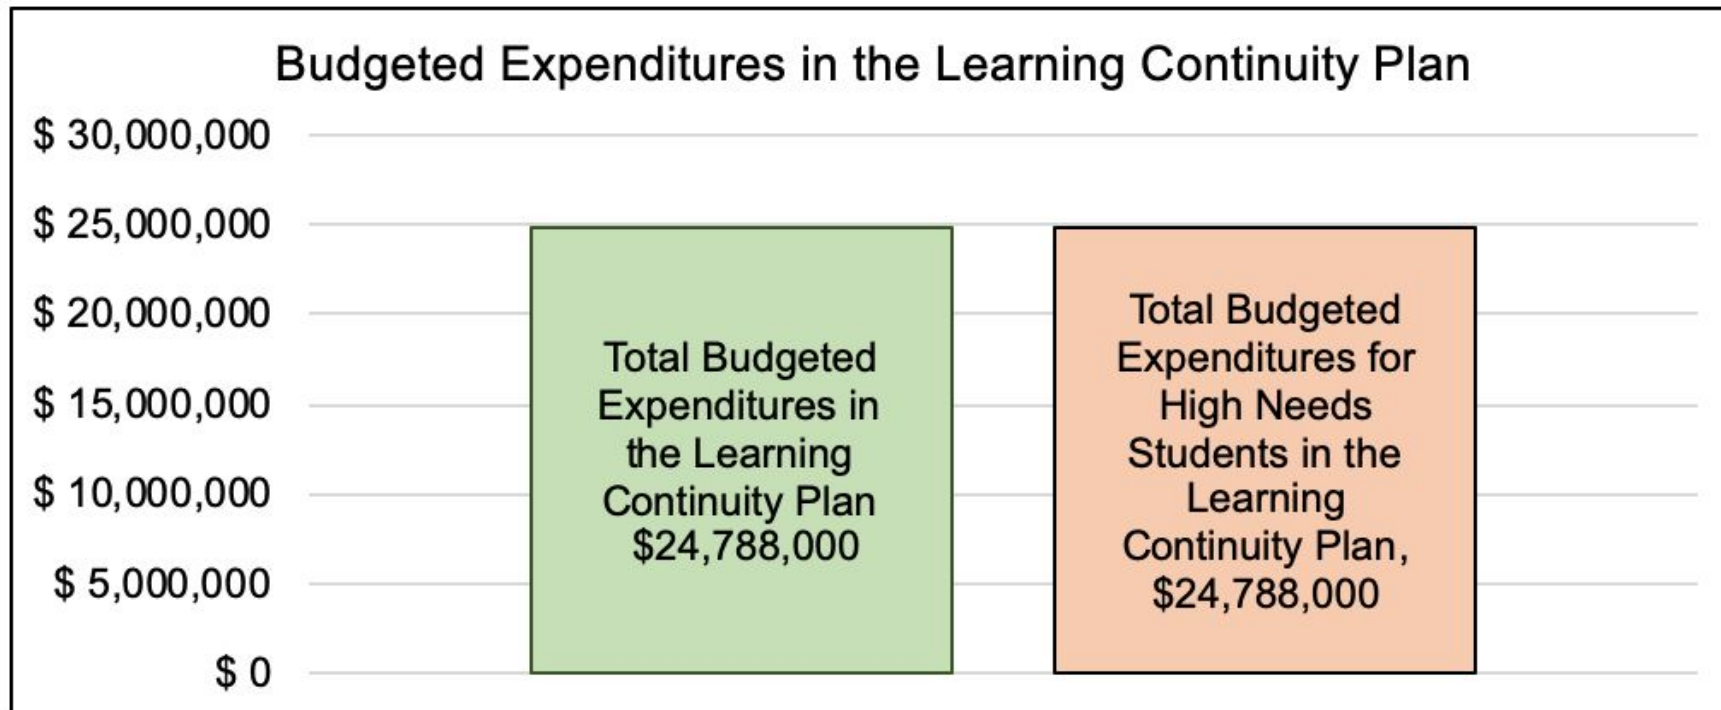 Budgeted Expenditures in the Learning Continuity Plan
$ 30,000,000
$ 25,000,000
$ 20,000,000
$ 15,000,000
$ 10,000,000
$ 5,000,000
$ 0
Total Budgeted
Expenditures in
the Learning
Continuity Plan
$24,788,000
Total Budgeted
Expenditures for
High Needs
Students in the
Learning
Continuity Plan,
$24,788,000